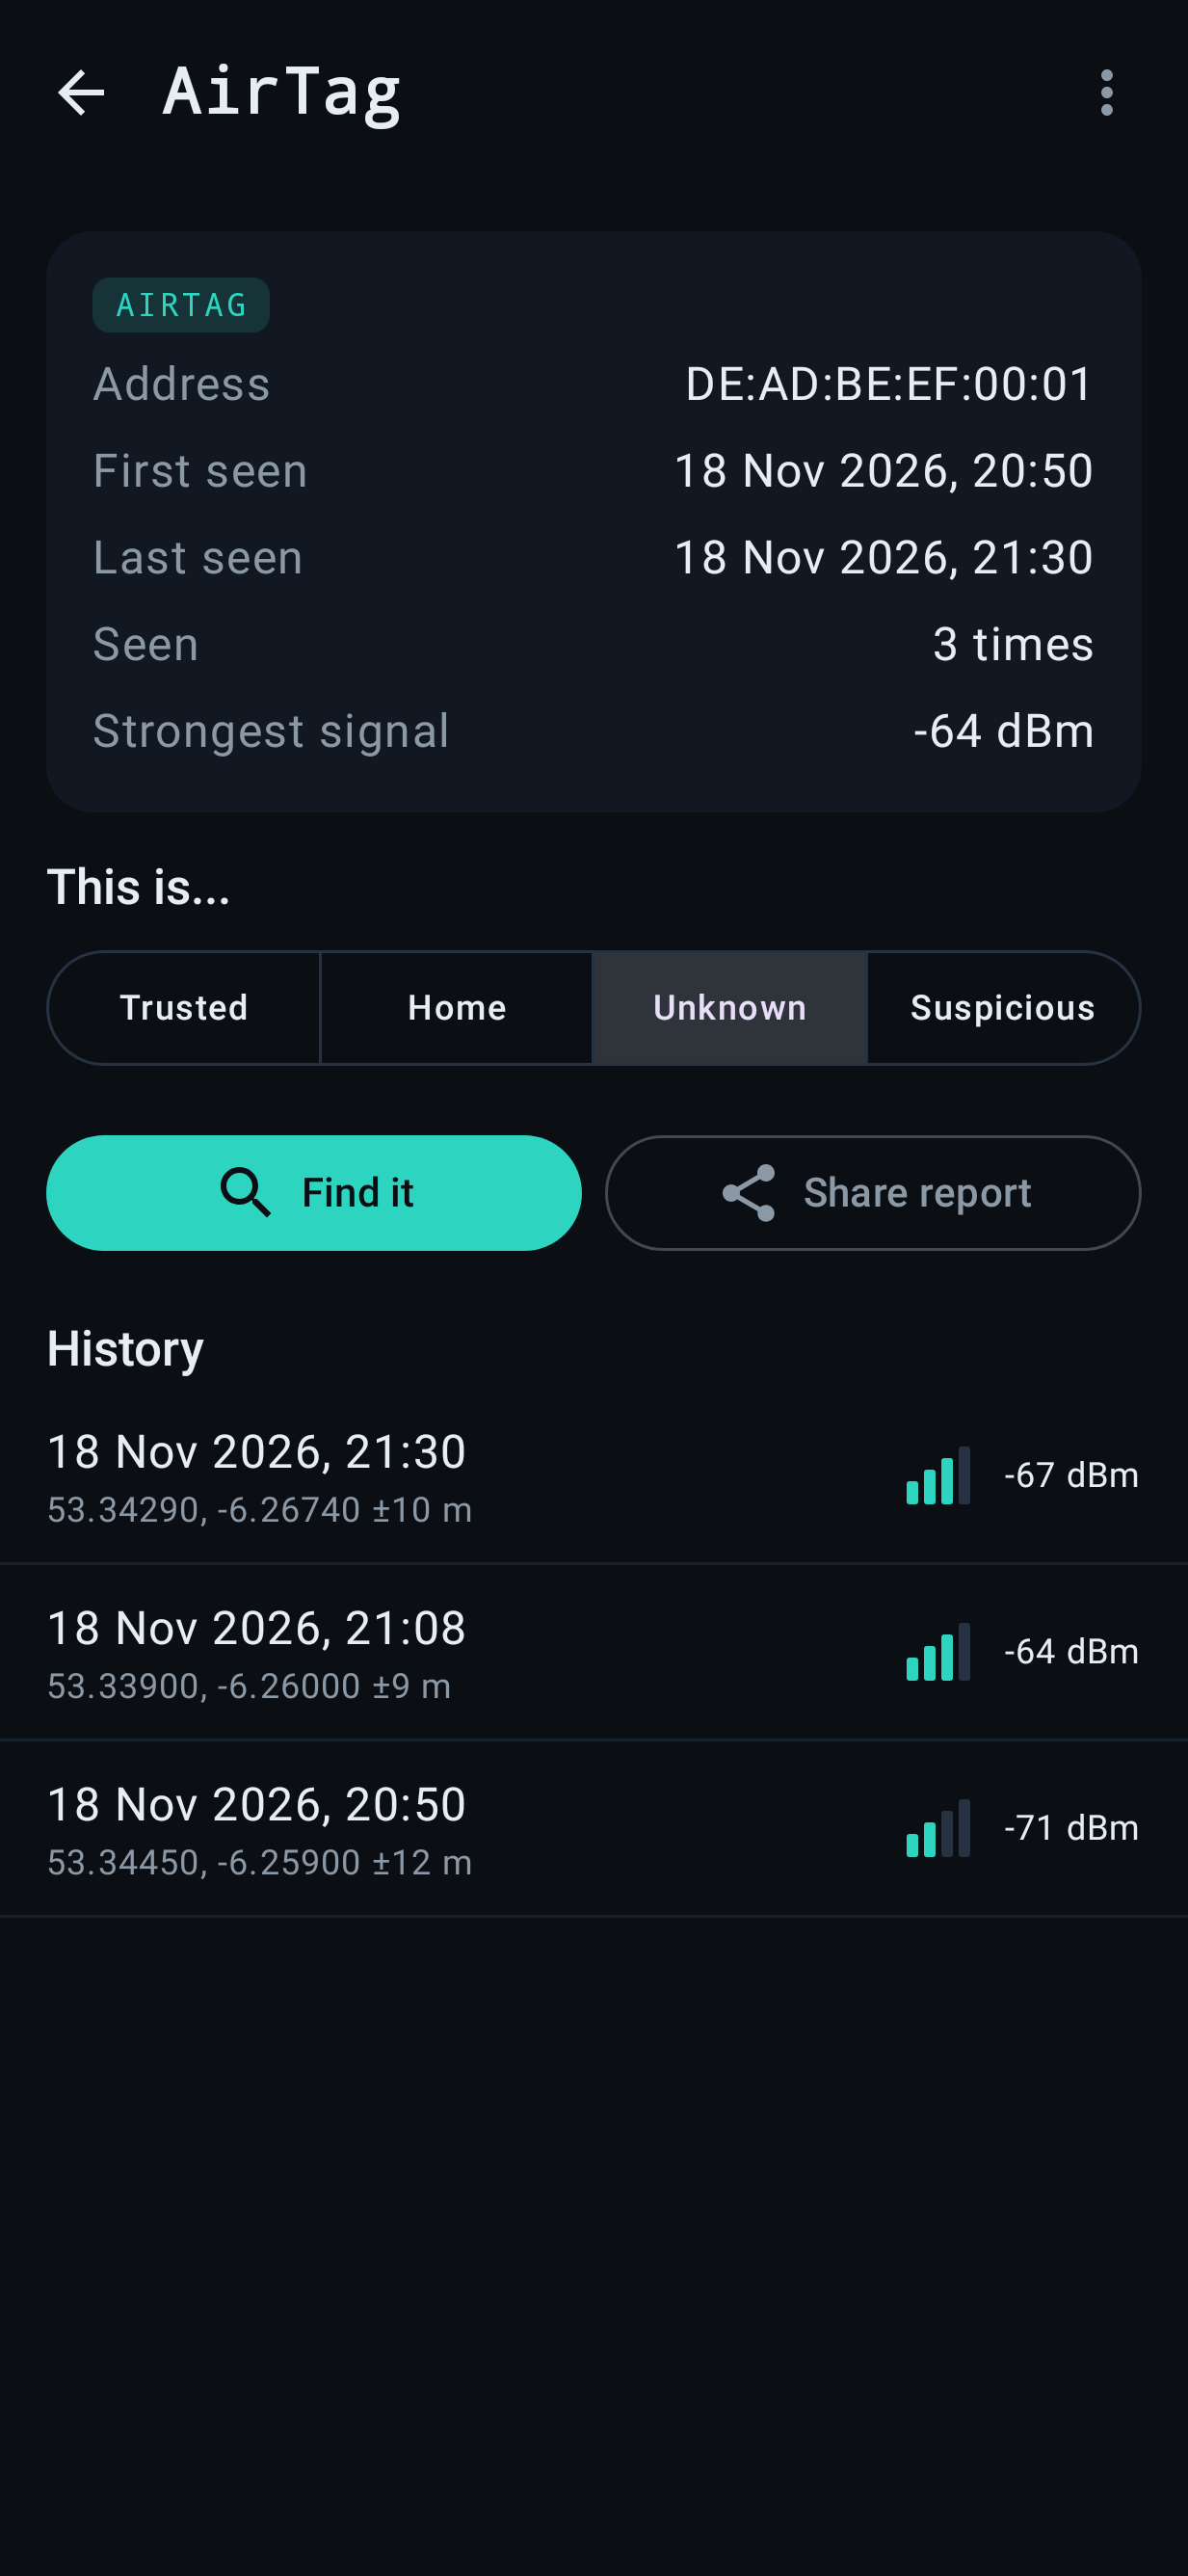 AirTag
AIRTAG
Address DE:AD:BE:EF:00:01
First seen 18 Nov 2026, 20:50
Last seen 18 Nov 2026, 21:30
Seen 3 times
Strongest signal -64 dBm
This is...
Trusted Home Unknown Suspicious
Find it Share report
History
18 Nov 2026, 21:30
53.34290, -6.26740 ±10 m -67 dBm
18 Nov 2026, 21:08
53.33900, -6.26000 ±9 m -64 dBm
18 Nov 2026, 20:50
53.34450, -6.25900 ±12 m -71 dBm